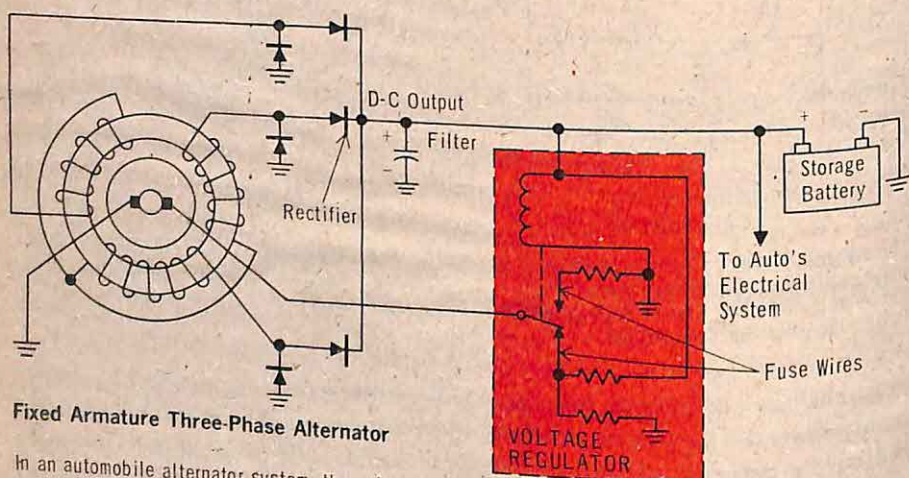 D-C Output
+
Filter
-
Rectifier
+ -
Storage
Battery
To Auto's
Electrical
System
Fuse Wires
VOLTAGE
REGULATOR
Fixed Armature Three-Phase Alternator
In an automobile alternator system